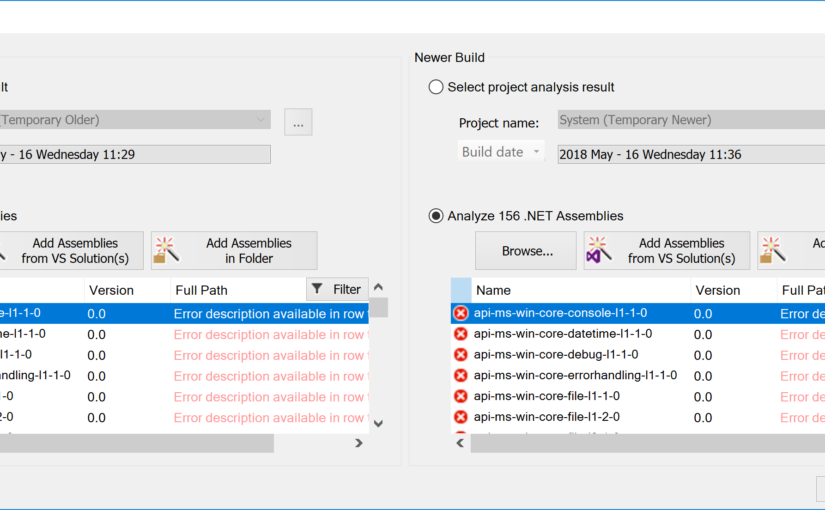 Newer Build
lt
Select project analysis result
(Temporary Older)
...
Project name:
System (Temporary Newer)
y - 16 Wednesday 11:29
Build date
2018 May - 16 Wednesday 11:36
ies
Analyze 156 .NET Assemblies
Add Assemblies
from VS Solution(s)
Add Assemblies
in Folder
Browse...
Add Assemblies
from VS Solution(s)
Ad
Version Full Path Filter
e-l1-1-0 0.0 Error description available in row
ne-l1-1-0 0.0 Error description available in row
l1-1-0 0.0 Error description available in row
andling-l1-1-0 0.0 Error description available in row
-0 0.0 Error description available in row
2-0 0.0 Error description available in row
Name Version Full Pat
api-ms-win-core-console-l1-1-0 0.0 Error de
api-ms-win-core-datetime-l1-1-0 0.0 Error de
api-ms-win-core-debug-l1-1-0 0.0 Error de
api-ms-win-core-errorhandling-l1-1-0 0.0 Error de
api-ms-win-core-file-l1-1-0 0.0 Error de
api-ms-win-core-file-l1-2-0 0.0 Error de